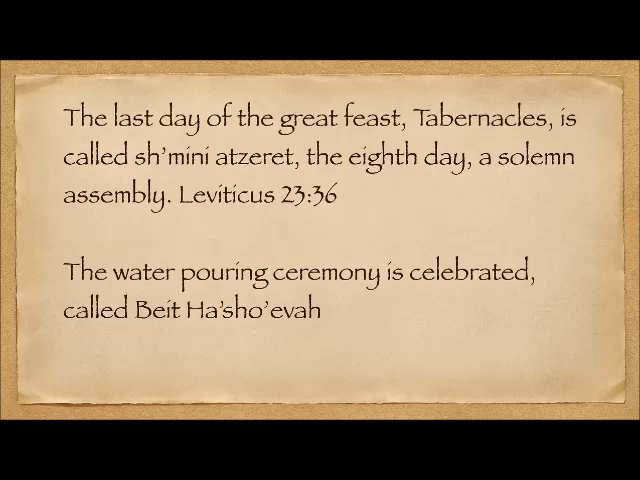 The last day of the great feast, Tabernacles, is
called sh'mini atzeret, the eighth day, a solemn
assembly. Leviticus 23:36
The water pouring ceremony is celebrated,
called Beit Ha'sho'evah